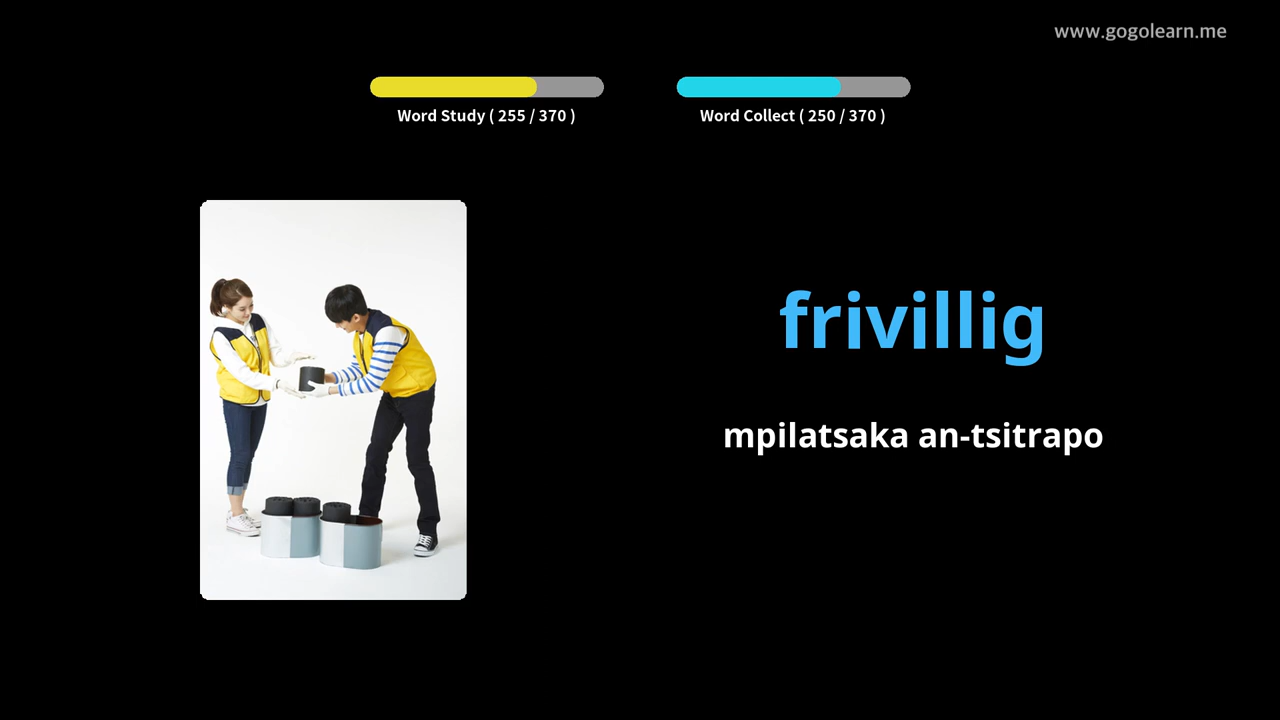 www.gogolearn.me
Word Study ( 255 / 370 )
Word Collect ( 250 / 370 )
frivillig
mpilatsaka an-tsitrapo